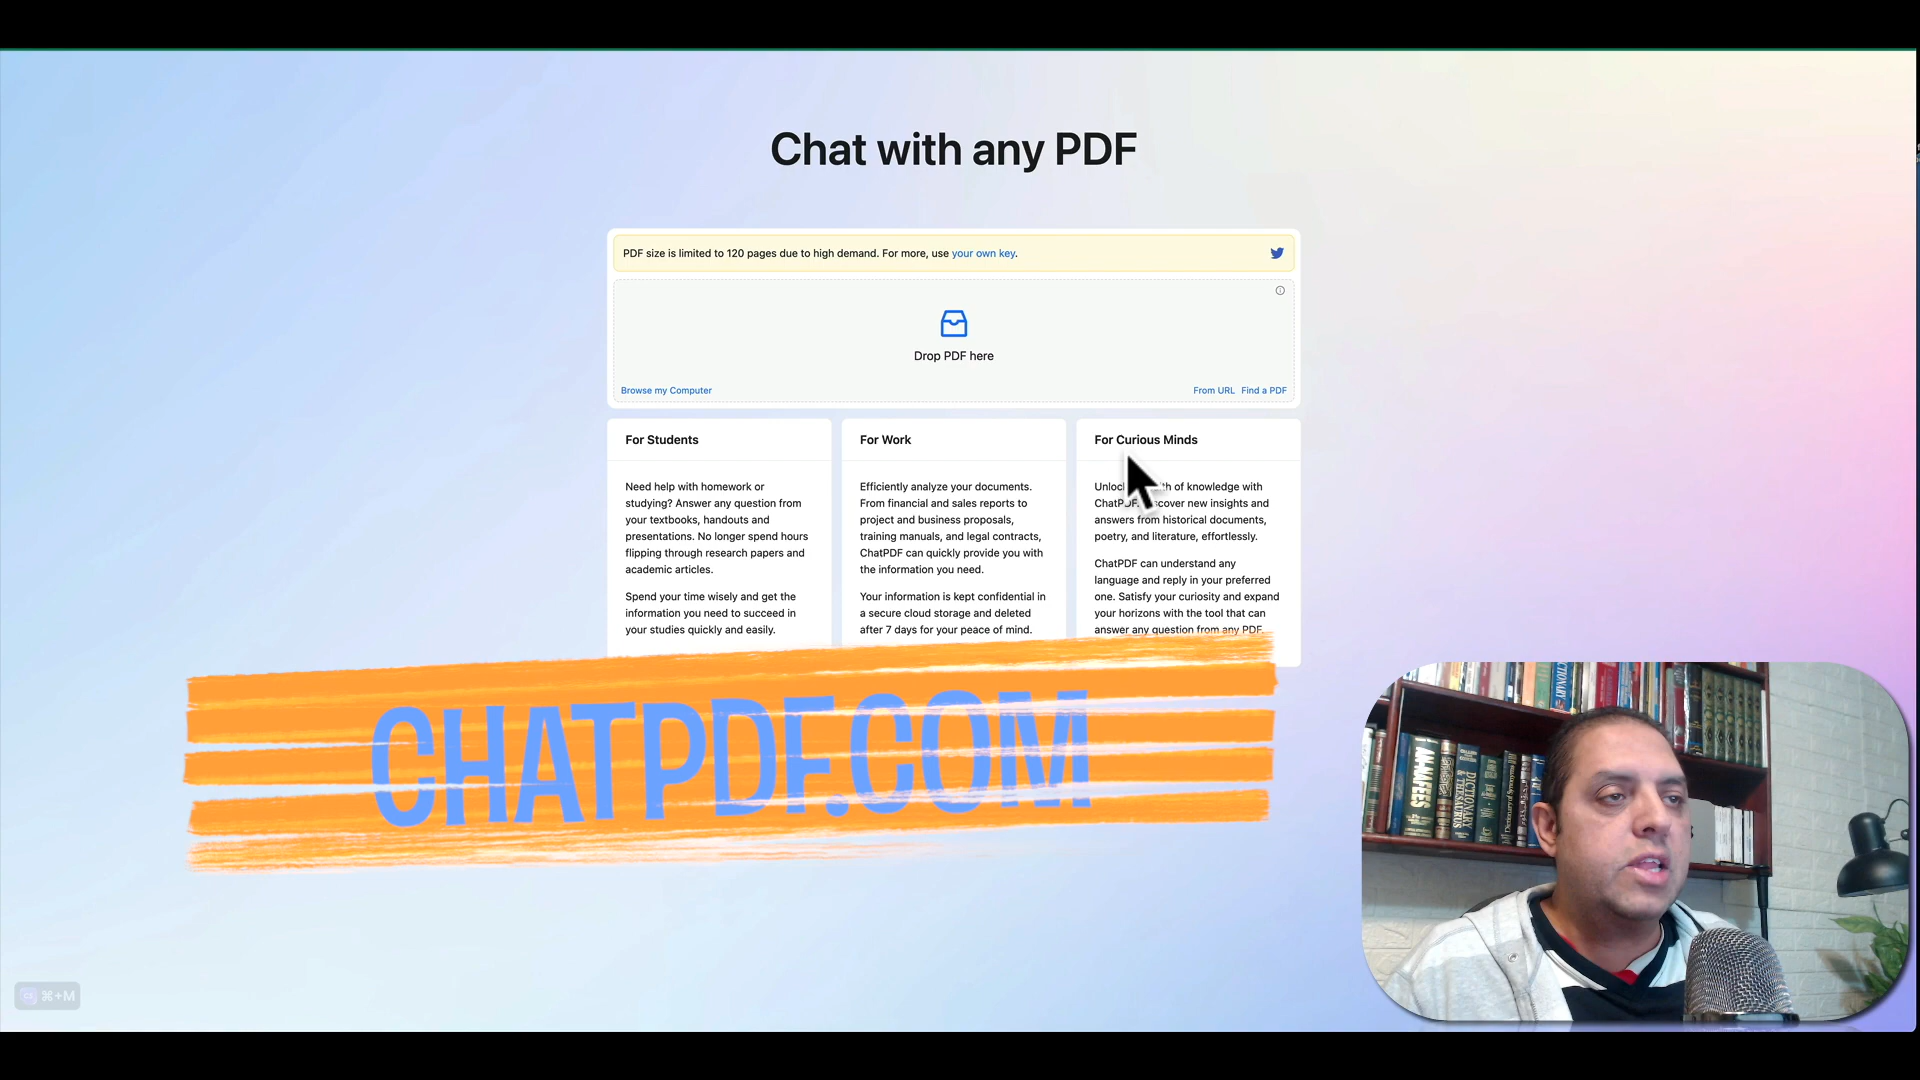 Chat with any PDF
PDF size is limited to 120 pages due to high demand. For more, use your own key.
Drop PDF here
Browse my Computer
From URL Find a PDF
For Students
Need help with homework or
studying? Answer any question from
your textbooks, handouts and
presentations. No longer spend hours
flipping through research papers and
academic articles.
Spend your time wisely and get the
information you need to succeed in
your studies quickly and easily.
For Work
Efficiently analyze your documents.
From financial and sales reports to
project and business proposals,
training manuals, and legal contracts,
ChatPDF can quickly provide you with
the information you need.
Your information is kept confidential in
a secure cloud storage and deleted
after 7 days for your peace of mind.
For Curious Minds
of knowledge with
new insights and
answers from historical documents,
poetry, and literature, effortlessly.
ChatPDF can understand any
language and reply in your preferred
one. Satisfy your curiosity and expand
your horizons with the tool that can
answer any question from any PDF.
CHATPDF.COM
⌘+M
AN-NAFEES
DICTIONARY
& THESAURUS
Dictionary of Synonyms